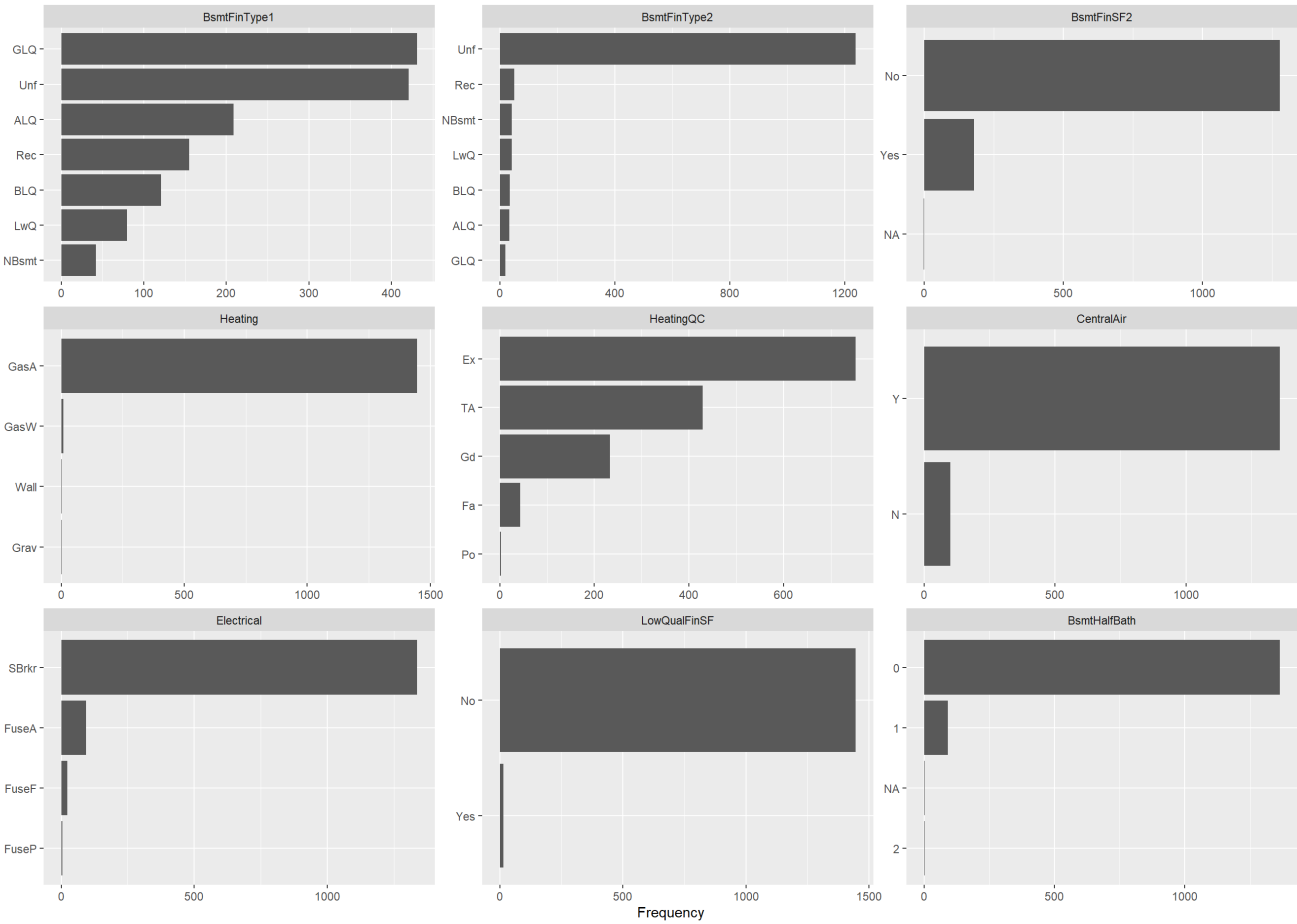 BsmtFinType1 BsmtFinType2 BsmtFinSF2
GLQ
Unf
ALQ
Rec
BLQ
LwQ
NBsmt
0 100 200 300 400
Unf
Rec
NBsmt
LwQ
BLQ
ALQ
GLQ
0 400 800 1200
No
Yes
NA
0 500 1000
Heating HeatingQC CentralAir
GasA
GasW
Wall
Grav
0 500 1000 1500
Ex
TA
Gd
Fa
Po
0 200 400 600
Y
N
0 500 1000
Electrical LowQualFinSF BsmtHalfBath
SBrkr
FuseA
FuseF
FuseP
0 500 1000
No
Yes
0 500 1000 1500
0
1
NA
2
0 500 1000
Frequency